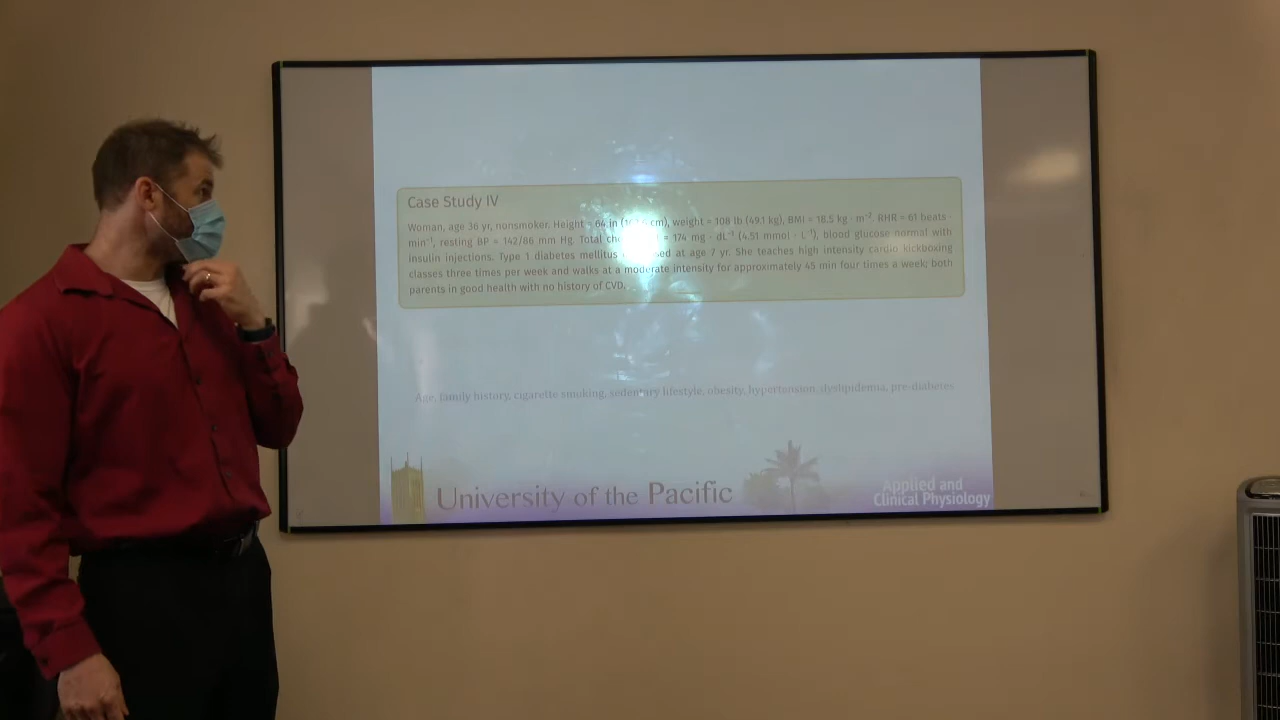 Case Study IV
Woman, age 36 yr, nonsmoker. Height = 64 in cm), weight = 108 lb (49.1 kg), BMI = 18.5 kg · m⁻². RHR = 61 beats ·
min⁻¹, resting BP = 142/86 mm Hg. Total = 174 mg · dL⁻¹ (4.51 mmol · L⁻¹), blood glucose normal with
insulin injections. Type 1 diabetes mellitus at age 7 yr. She teaches high intensity cardio kickboxing
classes three times per week and walks at a moderate intensity for approximately 45 min four times a week; both
parents in good health with no history of CVD.
Age, family history, cigarette smoking, sedentary lifestyle, obesity, hypertension, dyslipidemia, pre-diabetes
University of the Pacific
Applied and
Clinical Physiology